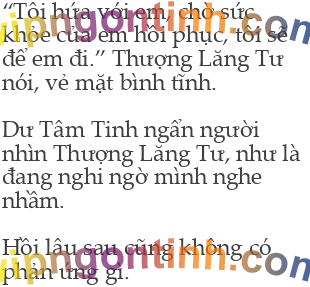 “Tôi hứa với em, chờ sức
khỏe của em hồi phục, tôi sẽ
để em đi.” Thượng Lăng Tư
nói, vẻ mặt bình tĩnh.
Dư Tâm Tinh ngẩn người
nhìn Thượng Lăng Tư, như là
đang nghi ngờ mình nghe
nhầm.
Hồi lâu sau cũng không có
phản ứng gì.
vipngontinh.com
vipngontinh.com